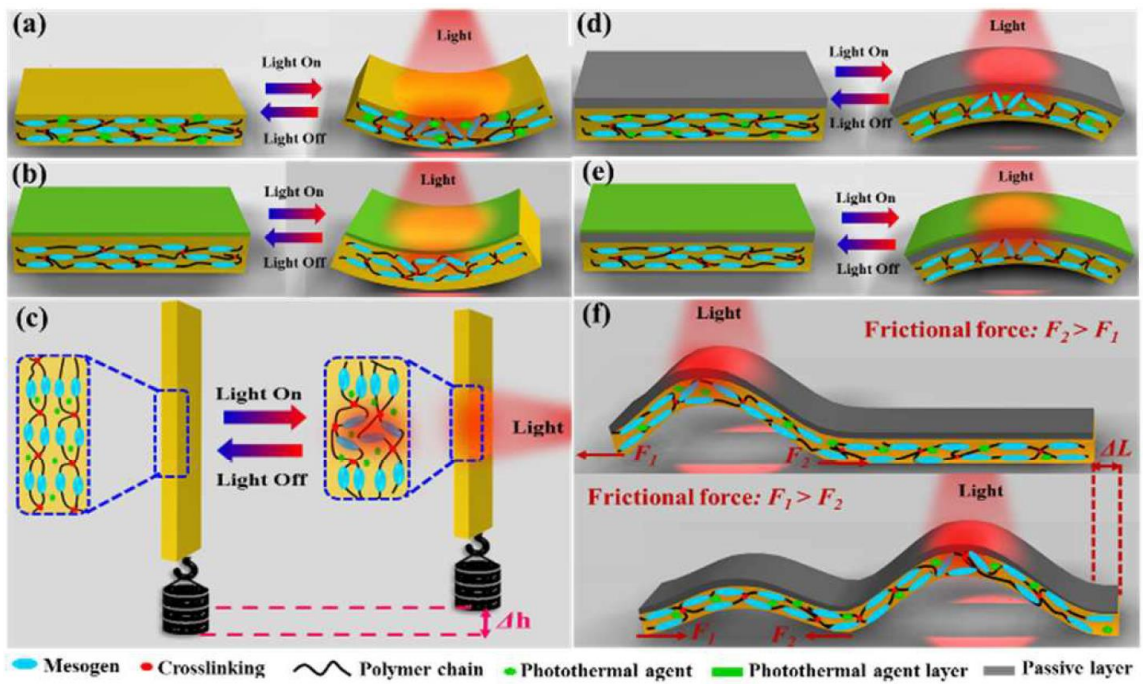 (a)
Light
Light On
Light Off
(d)
Light
Light On
Light Off
(b)
Light
Light On
Light Off
(e)
Light
Light On
Light Off
(c)
Light On
Light Off
Light
Δh
(f)
Light
Frictional force: F2 > F1
F1
F2
ΔL
Frictional force: F1 > F2
Light
F1
F2
Mesogen Crosslinking Polymer chain Photothermal agent Photothermal agent layer Passive layer